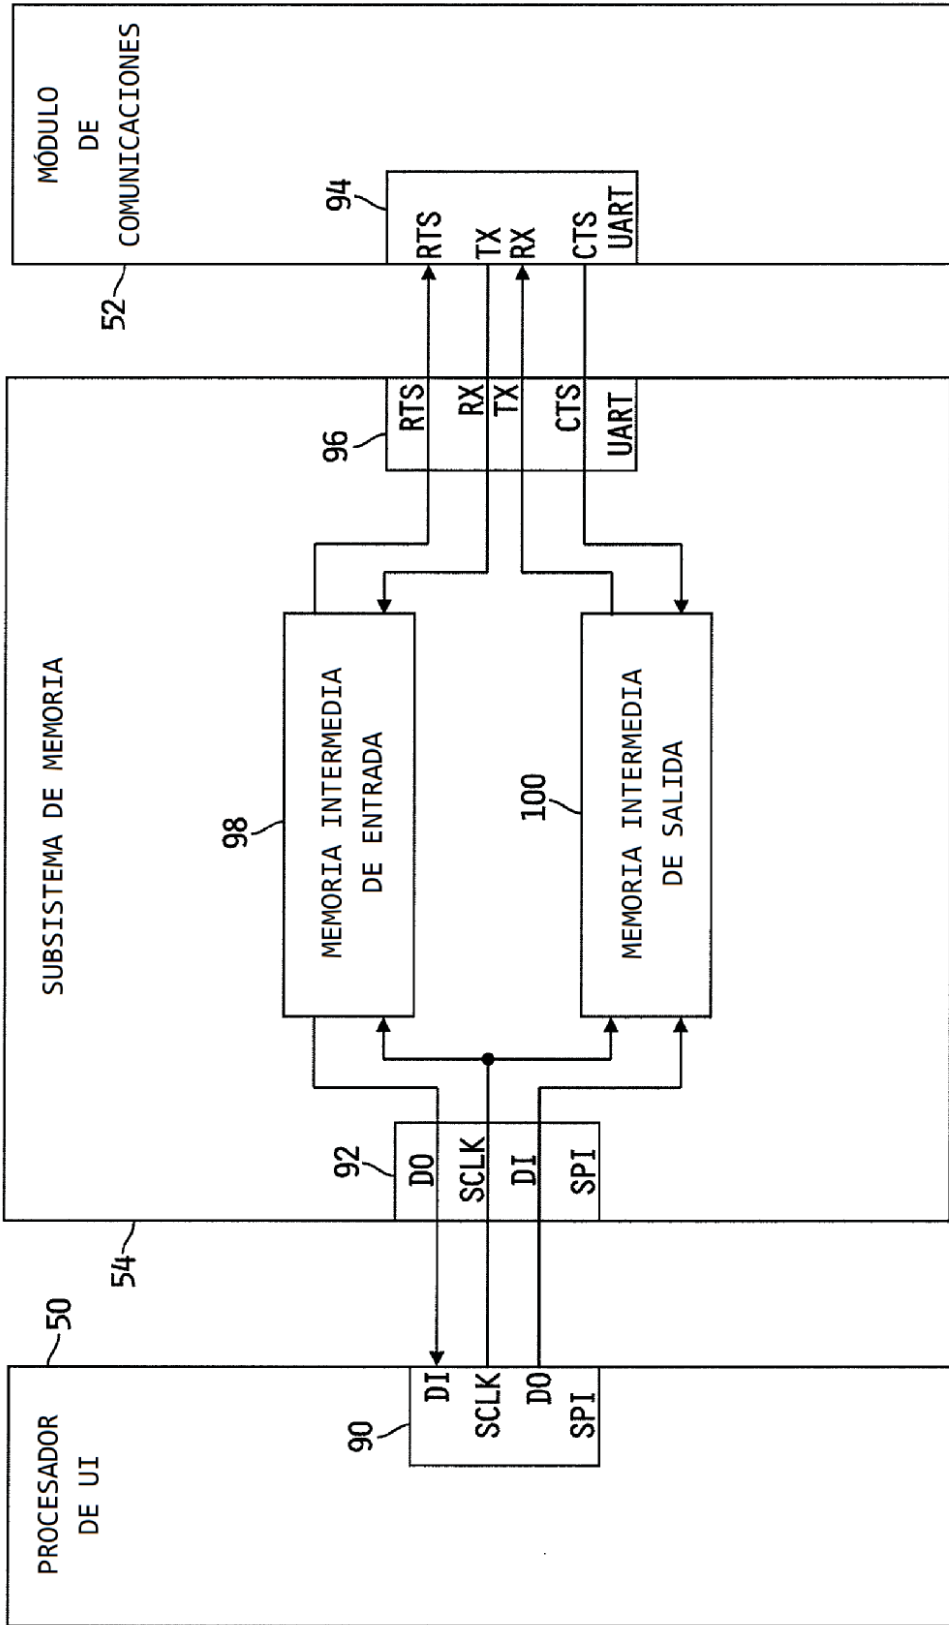 PROCESADOR
DE UI
50
90
DI
SCLK
DO
SPI
SUBSISTEMA DE MEMORIA
54
92
DO
SCLK
DI
SPI
98
MEMORIA INTERMEDIA
DE ENTRADA
100
MEMORIA INTERMEDIA
DE SALIDA
96
RTS
RX
TX
CTS
UART
MÓDULO
DE
COMUNICACIONES
52
94
RTS
TX
RX
CTS
UART